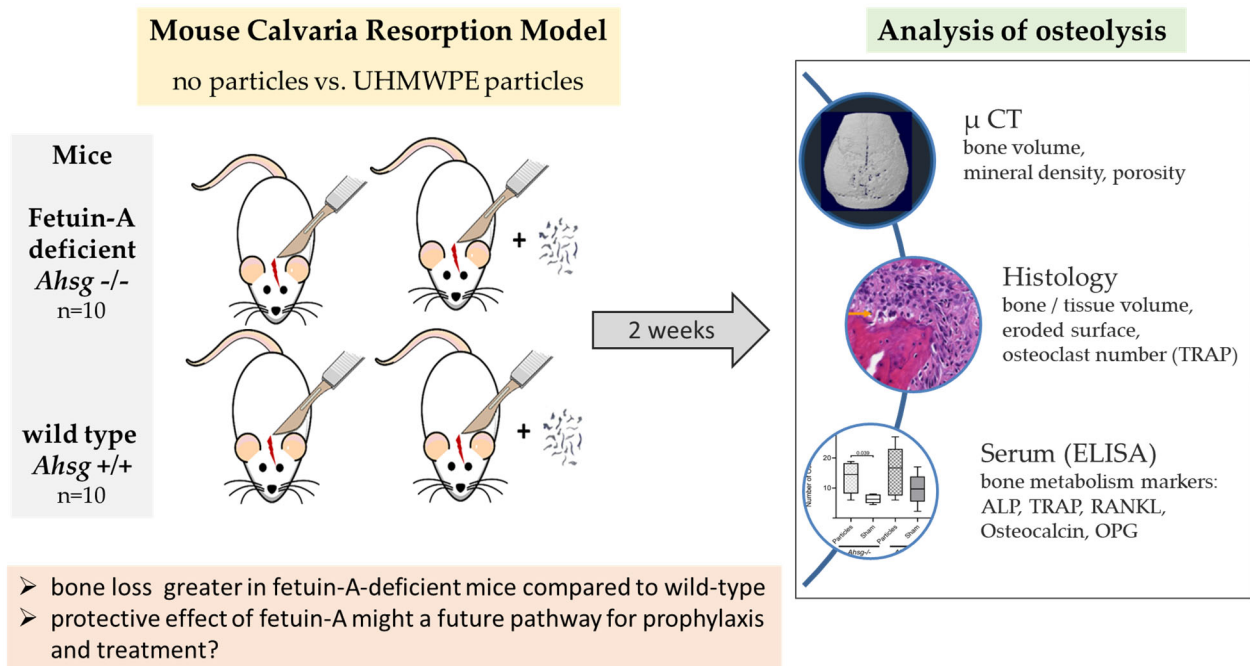 Mouse Calvaria Resorption Model
no particles vs. UHMWPE particles
Mice
Fetuin-A
deficient
Ahsg -/-
n=10
+
wild type
Ahsg +/+
n=10
+
2 weeks
Analysis of osteolysis
μ CT
bone volume,
mineral density, porosity
Histology
bone / tissue volume,
eroded surface,
osteoclast number (TRAP)
Serum (ELISA)
bone metabolism markers:
ALP, TRAP, RANKL,
Osteocalcin, OPG
20
10
0.039
Number of
Particles
Sham
Particles
Sham
Ahsg-/-
➢ bone loss  greater in fetuin-A-deficient mice compared to wild-type
➢ protective effect of fetuin-A might a future pathway for prophylaxis
and treatment?